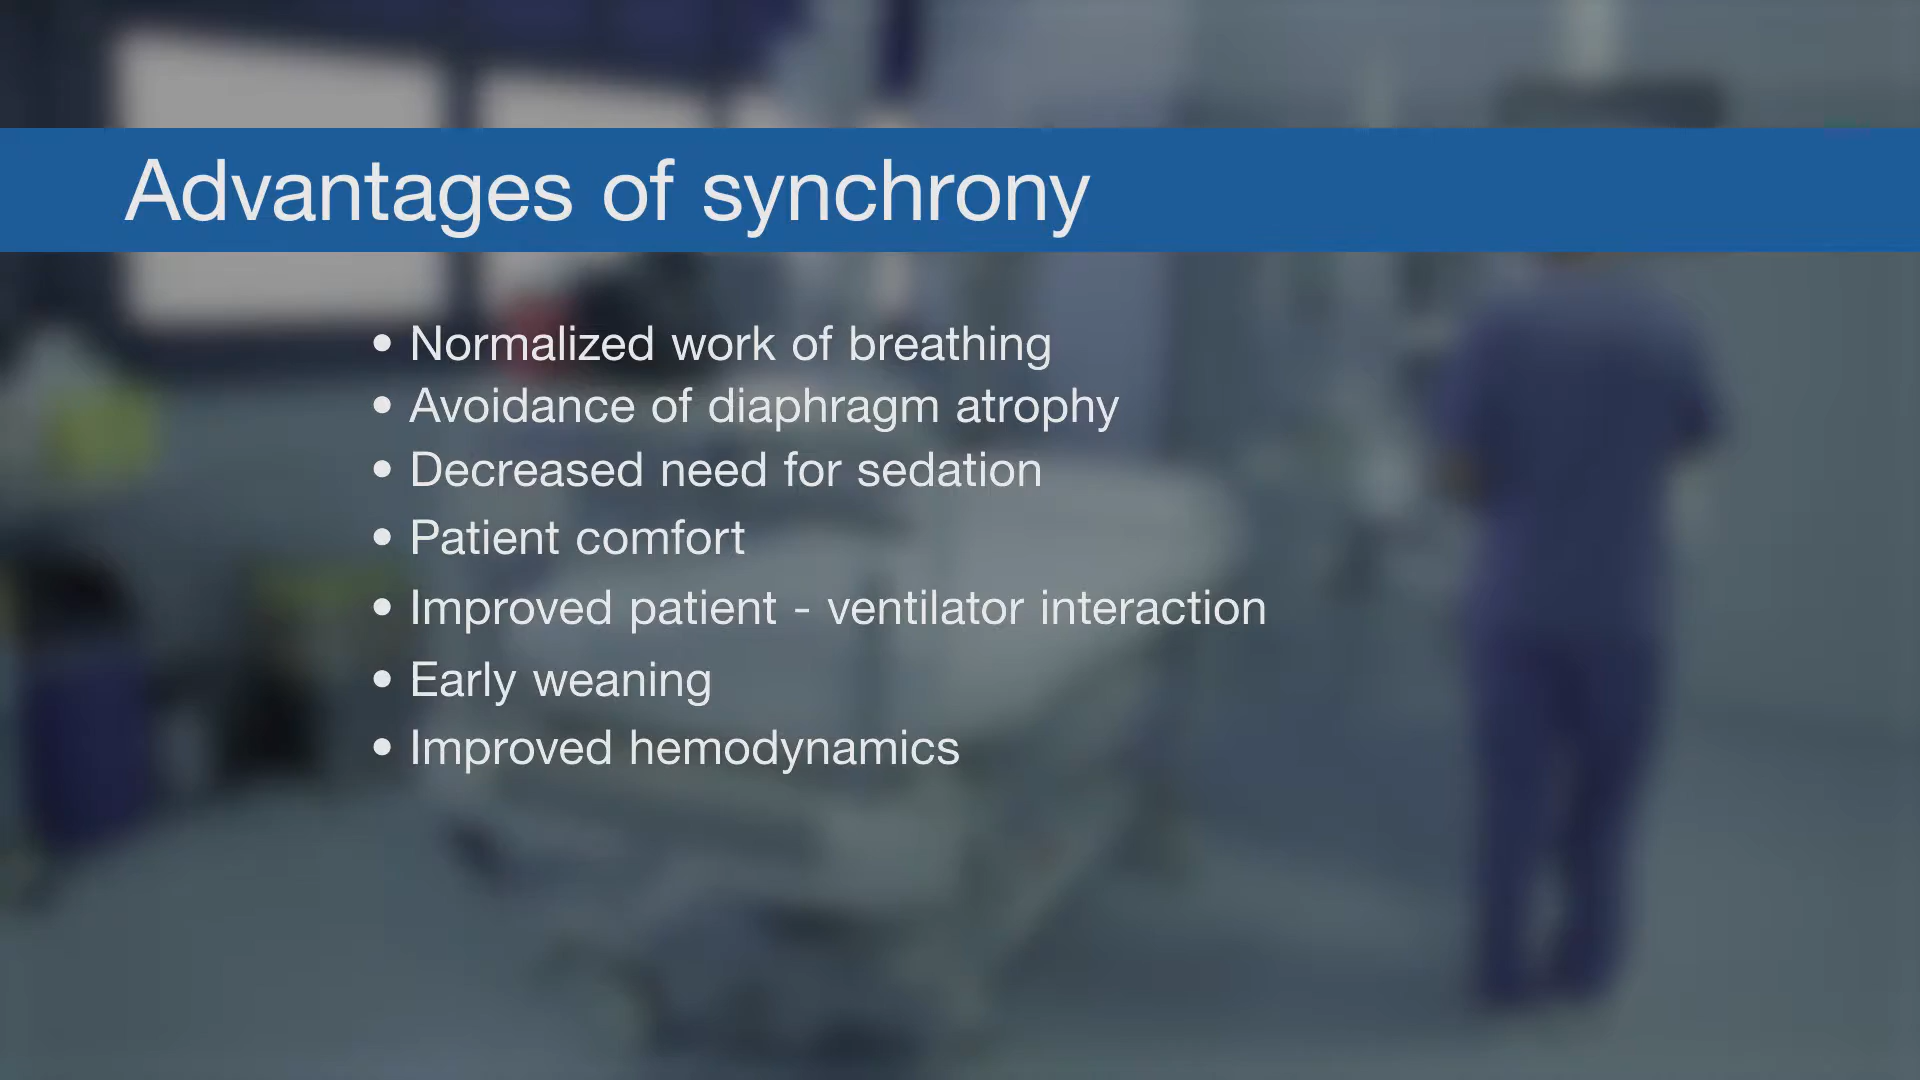 Advantages of synchrony
• Normalized work of breathing
• Avoidance of diaphragm atrophy
• Decreased need for sedation
• Patient comfort
• Improved patient - ventilator interaction
• Early weaning
• Improved hemodynamics